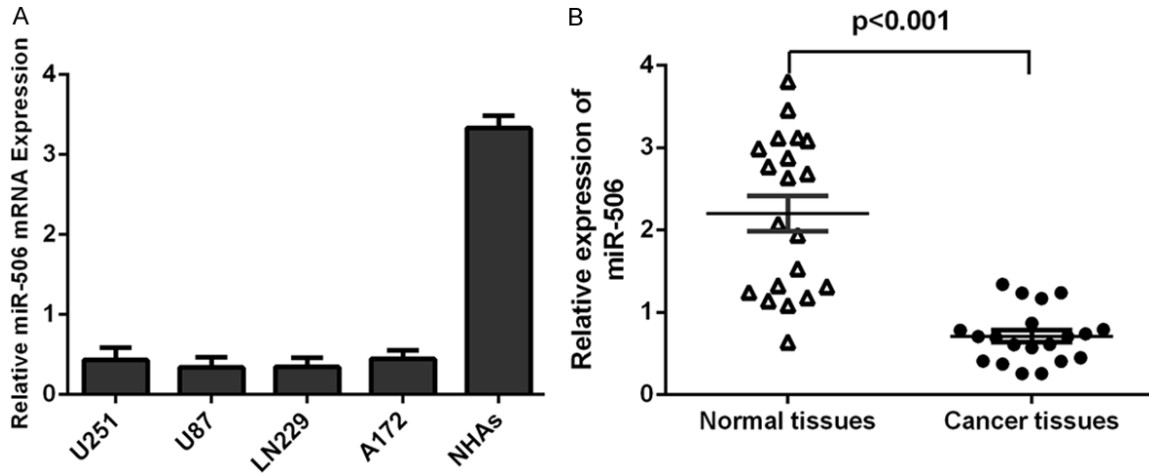 A
Relative miR-506 mRNA Expression
4
3
2
1
0
U251
U87
LN229
A172
NHAs
B
p<0.001
Relative expression of
miR-506
4
3
2
1
0
Normal tissues
Cancer tissues